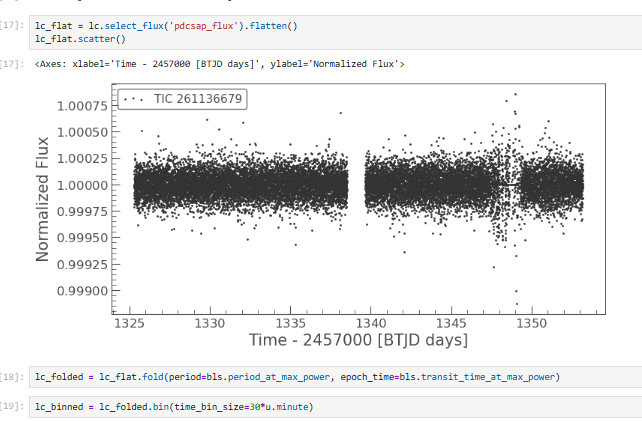 [17]: lc_flat = lc.select_flux('pdcsap_flux').flatten()
lc_flat.scatter()
[17]: <Axes: xlabel='Time - 2457000 [BTJD days]', ylabel='Normalized Flux'>
TIC 261136679
1.00075
1.00050
1.00025
1.00000
0.99975
0.99950
0.99925
0.99900
Normalized Flux
1325 1330 1335 1340 1345 1350
Time - 2457000 [BTJD days]
[18]: lc_folded = lc_flat.fold(period=bls.period_at_max_power, epoch_time=bls.transit_time_at_max_power)
[19]: lc_binned = lc_folded.bin(time_bin_size=30*u.minute)